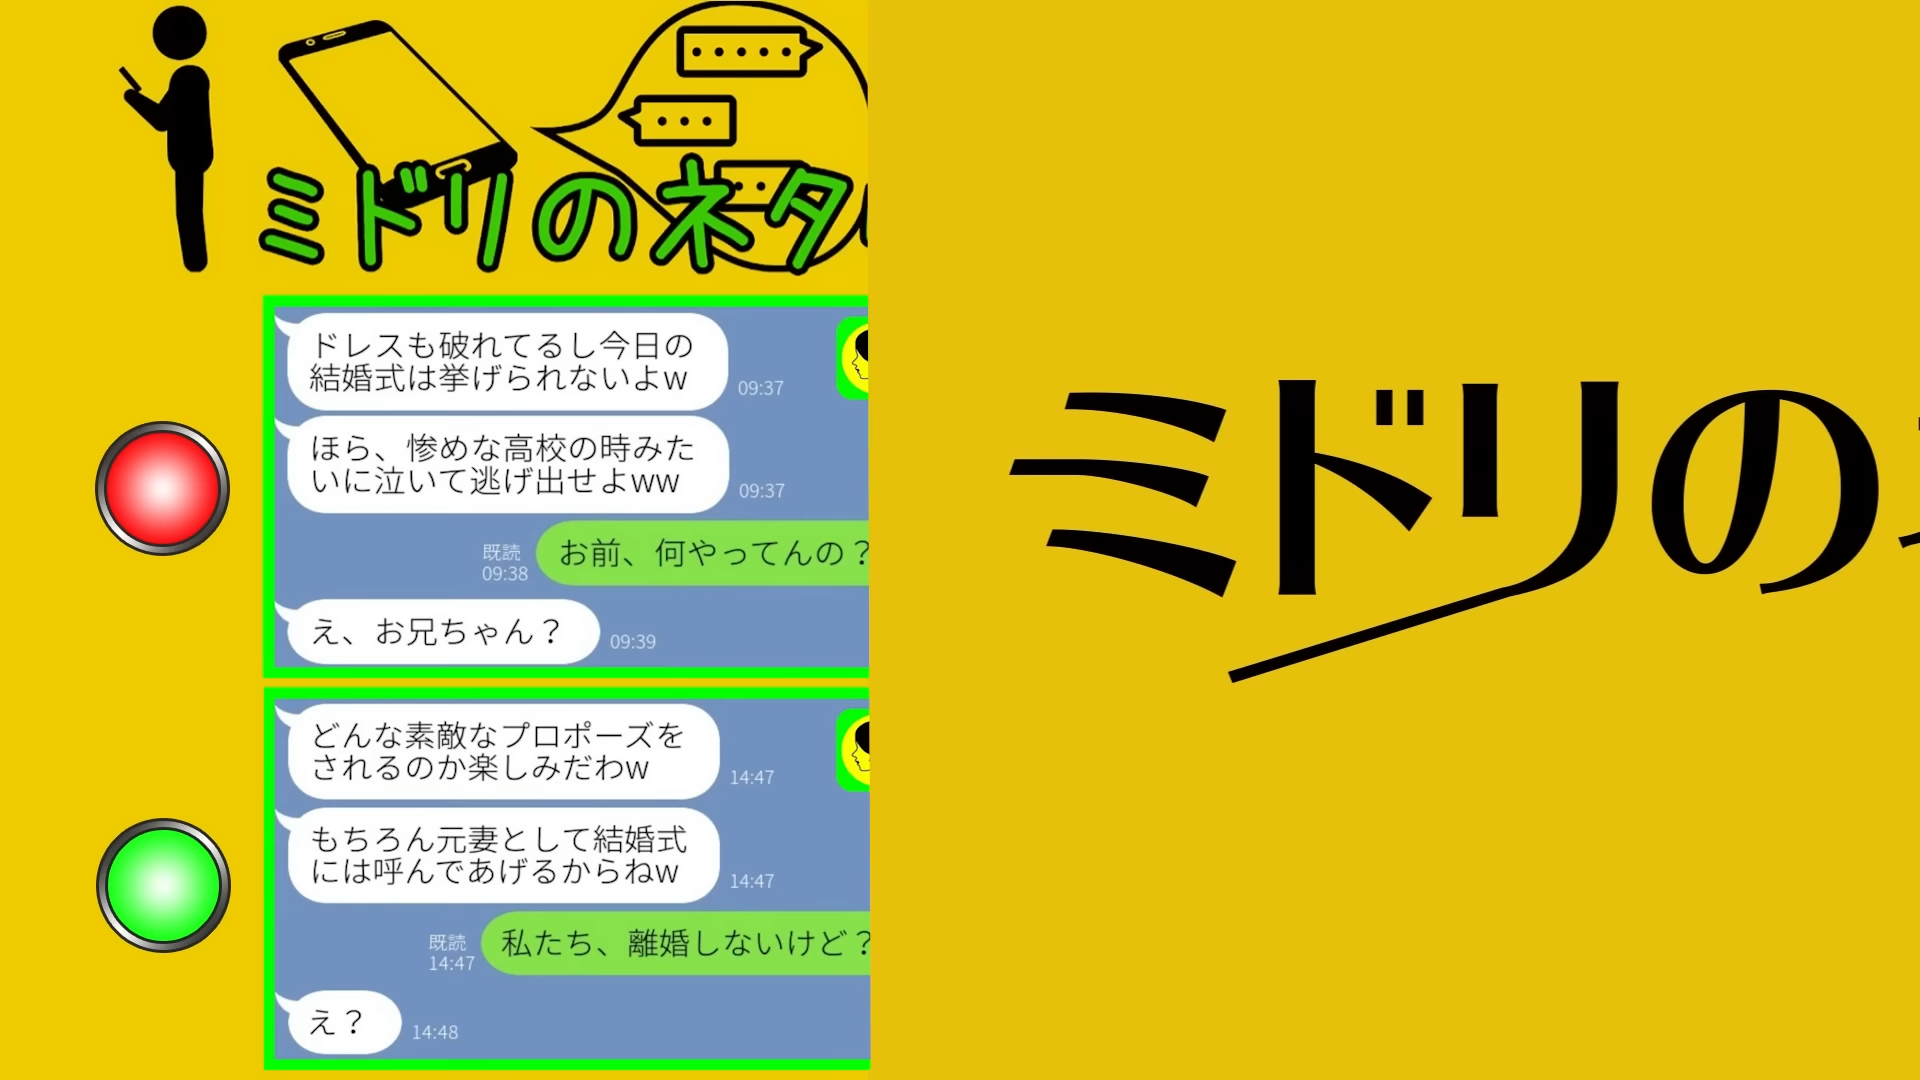 ミドリのネタ
ドレスも破れてるし今日の
結婚式は挙げられないよw
09:37
ほら、惨めな高校の時みた
いに泣いて逃げ出せよww
09:37
お前、何やってんの？
既読
09:38
え、お兄ちゃん？
09:39
どんな素敵なプロポーズを
されるのか楽しみだわw
14:47
もちろん元妻として結婚式
には呼んであげるからねw
14:47
私たち、離婚しないけど？
既読
14:47
え？
14:48
ミドリの